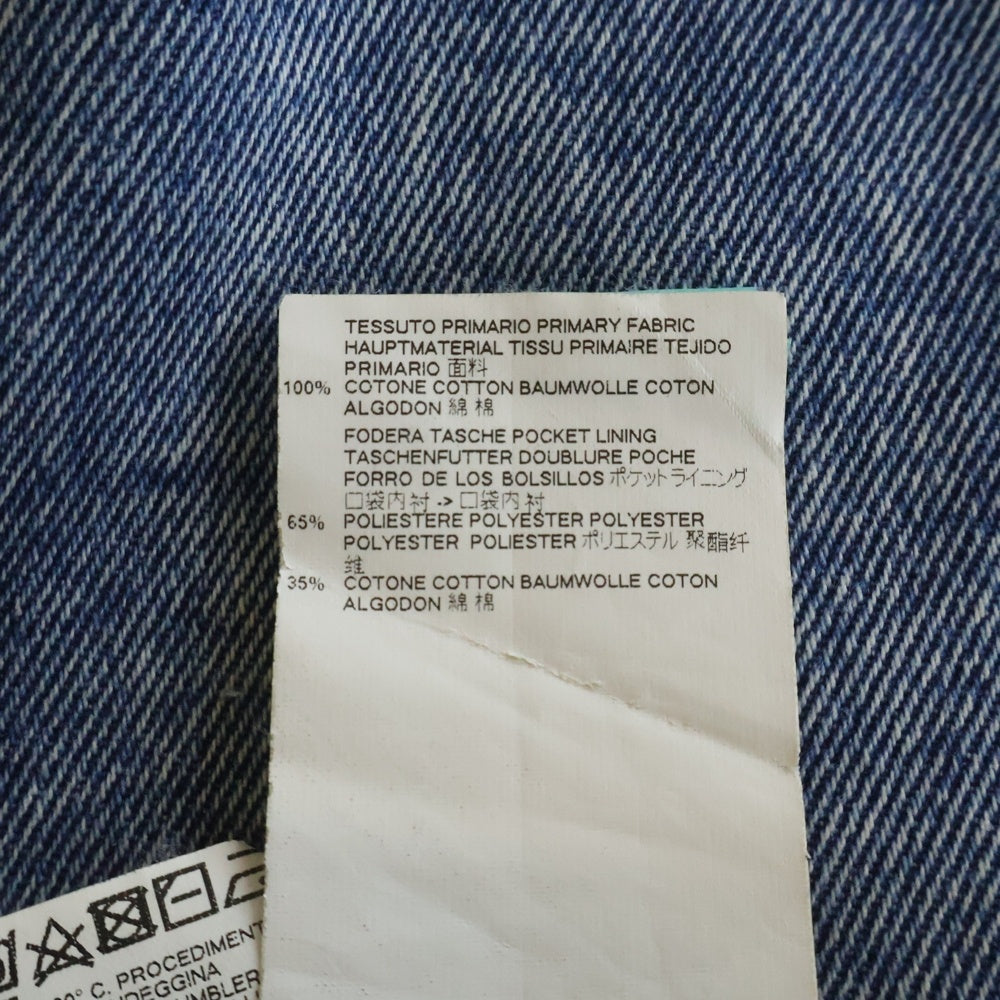 TESSUTO PRIMARIO PRIMARY FABRIC
HAUPTMATERIAL TISSU PRIMAIRE TEJIDO
PRIMARIO 面料
100% COTONE COTTON BAUMWOLLE COTON
ALGODON 綿 棉
FODERA TASCHE POCKET LINING
TASCHENFUTTER DOUBLURE POCHE
FORRO DE LOS BOLSILLOS ポケットライニング
口袋内衬 -> 口袋内衬
65% POLIESTERE POLYESTER POLYESTER
POLYESTER POLIESTER ポリエステル 聚酯纤
维
35% COTONE COTTON BAUMWOLLE COTON
ALGODON 綿 棉
0° C. PROCEDIMENT
DEGGINA
UMBLER